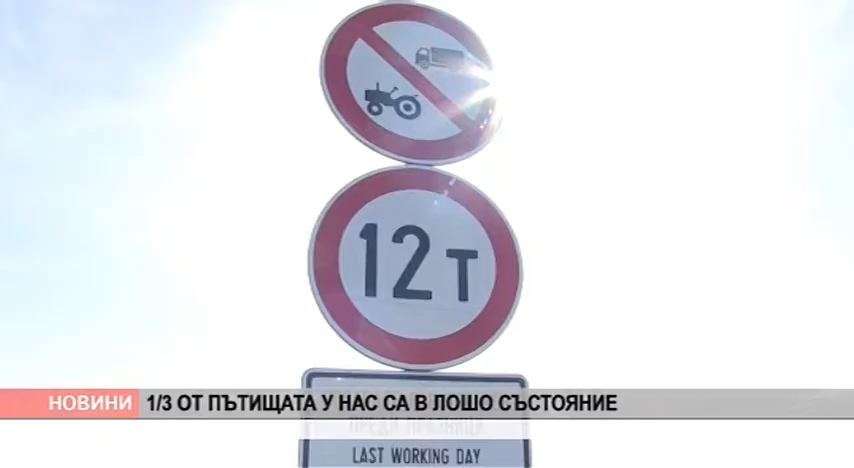 12 т
НОВИНИ 1/3 ОТ ПЪТИЩАТА У НАС СА В ЛОШО СЪСТОЯНИЕ
LAST WORKING DAY